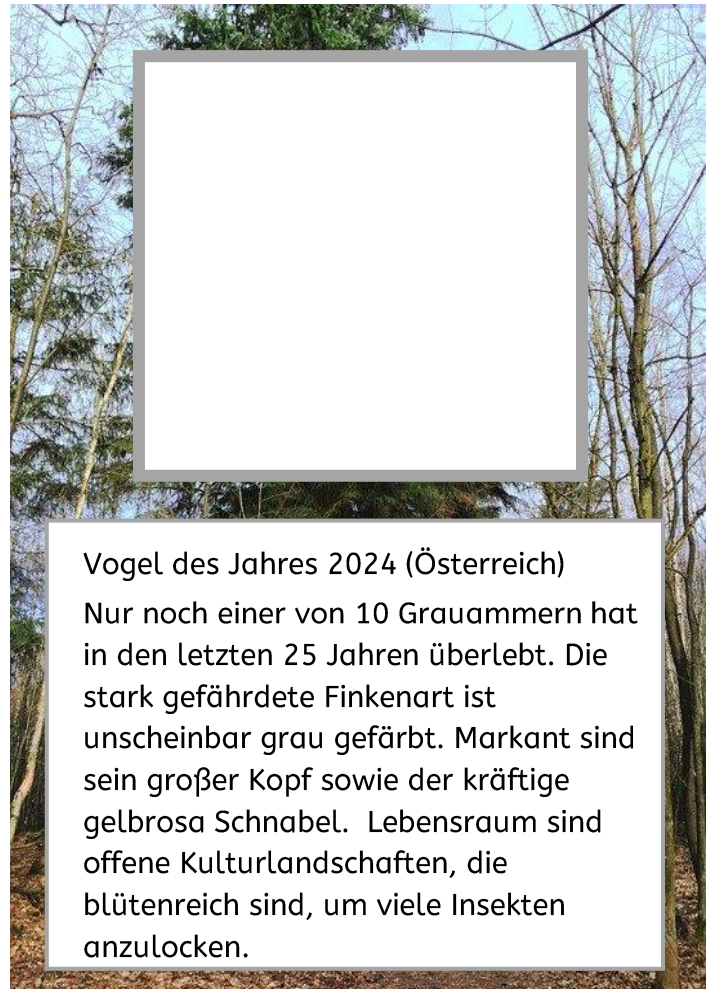 Vogel des Jahres 2024 (Österreich)
Nur noch einer von 10 Grauammern hat
in den letzten 25 Jahren überlebt. Die
stark gefährdete Finkenart ist
unscheinbar grau gefärbt. Markant sind
sein großer Kopf sowie der kräftige
gelbrosa Schnabel.  Lebensraum sind
offene Kulturlandschaften, die
blütenreich sind, um viele Insekten
anzulocken.